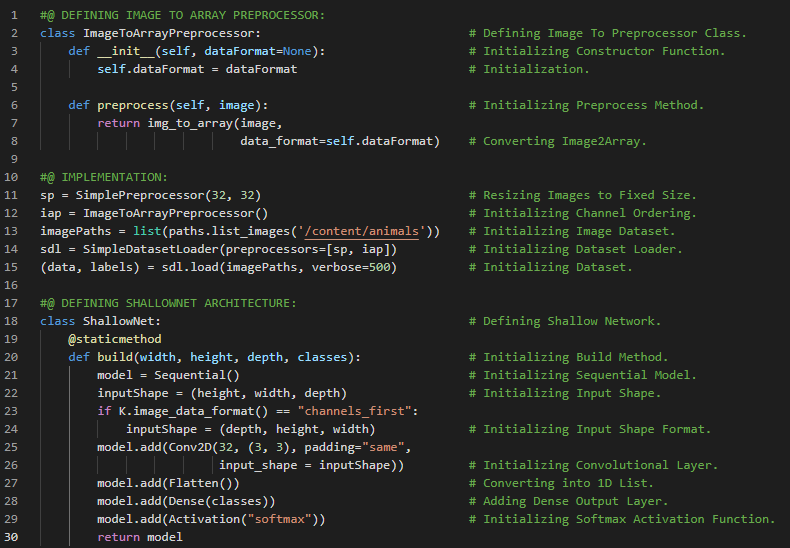 1 #@ DEFINING IMAGE TO ARRAY PREPROCESSOR:
2 class ImageToArrayPreprocessor: # Defining Image To Preprocessor Class.
3 def __init__(self, dataFormat=None): # Initializing Constructor Function.
4 self.dataFormat = dataFormat # Initialization.
5
6 def preprocess(self, image): # Initializing Preprocess Method.
7 return img_to_array(image,
8 data_format=self.dataFormat) # Converting Image2Array.
9
10 #@ IMPLEMENTATION:
11 sp = SimplePreprocessor(32, 32) # Resizing Images to Fixed Size.
12 iap = ImageToArrayPreprocessor() # Initializing Channel Ordering.
13 imagePaths = list(paths.list_images('/content/animals')) # Initializing Image Dataset.
14 sdl = SimpleDatasetLoader(preprocessors=[sp, iap]) # Initializing Dataset Loader.
15 (data, labels) = sdl.load(imagePaths, verbose=500) # Initializing Dataset.
16
17 #@ DEFINING SHALLOWNET ARCHITECTURE:
18 class ShallowNet: # Defining Shallow Network.
19 @staticmethod
20 def build(width, height, depth, classes): # Initializing Build Method.
21 model = Sequential() # Initializing Sequential Model.
22 inputShape = (height, width, depth) # Initializing Input Shape.
23 if K.image_data_format() == "channels_first":
24 inputShape = (depth, height, width) # Initializing Input Shape Format.
25 model.add(Conv2D(32, (3, 3), padding="same",
26 input_shape = inputShape)) # Initializing Convolutional Layer.
27 model.add(Flatten()) # Converting into 1D List.
28 model.add(Dense(classes)) # Adding Dense Output Layer.
29 model.add(Activation("softmax")) # Initializing Softmax Activation Function.
30 return model